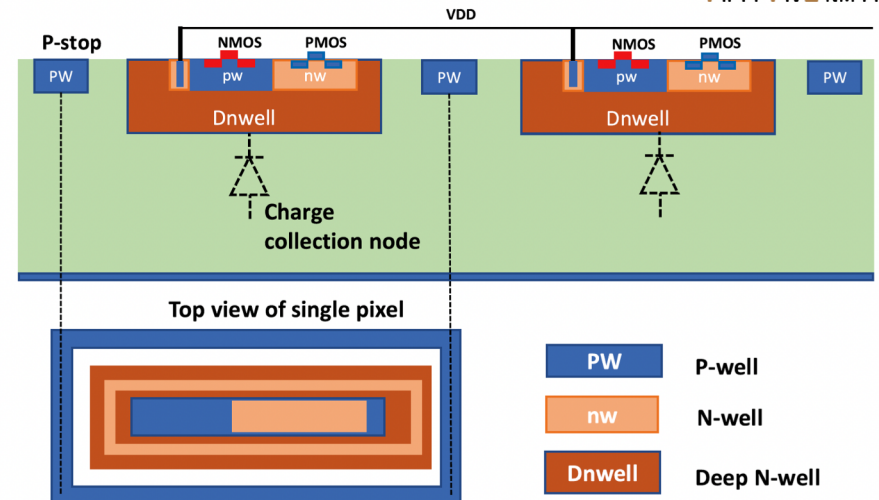 VDD
P-stop
NMOS
PMOS
NMOS
PMOS
PW
pw
nw
PW
pw
nw
PW
Dnwell
Dnwell
Charge
collection node
Top view of single pixel
PW
P-well
nw
N-well
Dnwell
Deep N-well